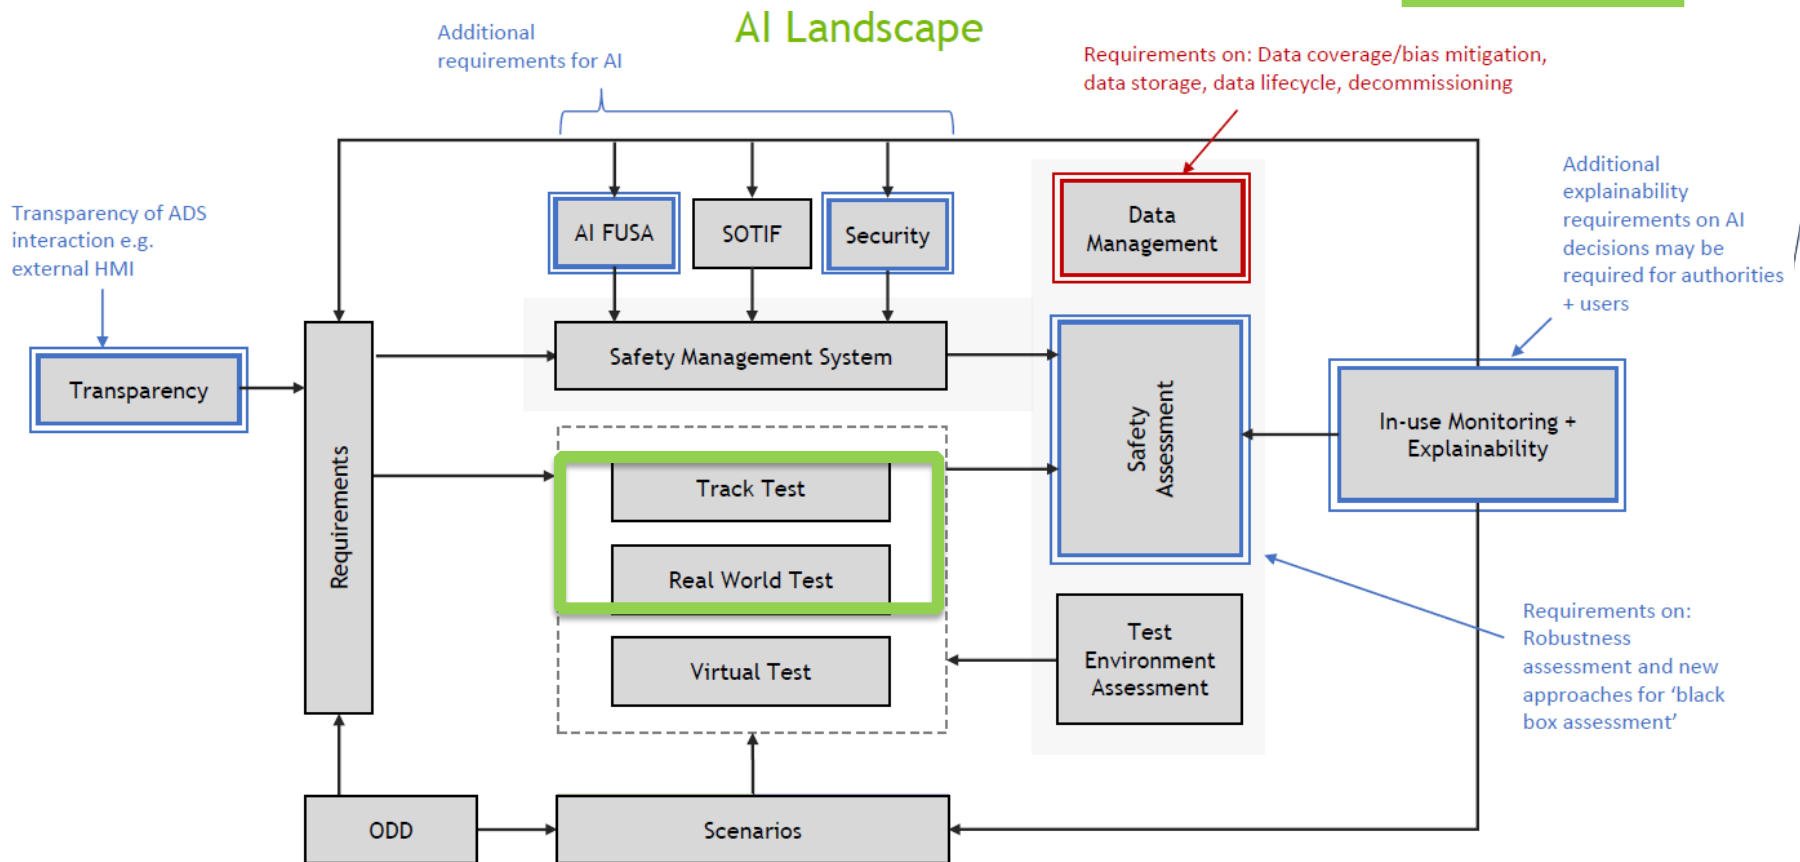 AI Landscape
Additional
requirements for AI
Requirements on: Data coverage/bias mitigation,
data storage, data lifecycle, decommissioning
Additional
explainability
requirements on AI
decisions may be
required for authorities
+ users
Transparency of ADS
interaction e.g.
external HMI
AI FUSA
SOTIF
Security
Data
Management
Transparency
Requirements
Safety Management System
Safety
Assessment
In-use Monitoring +
Explainability
Track Test
Real World Test
Virtual Test
Test
Environment
Assessment
Requirements on:
Robustness
assessment and new
approaches for ‘black
box assessment’
ODD
Scenarios